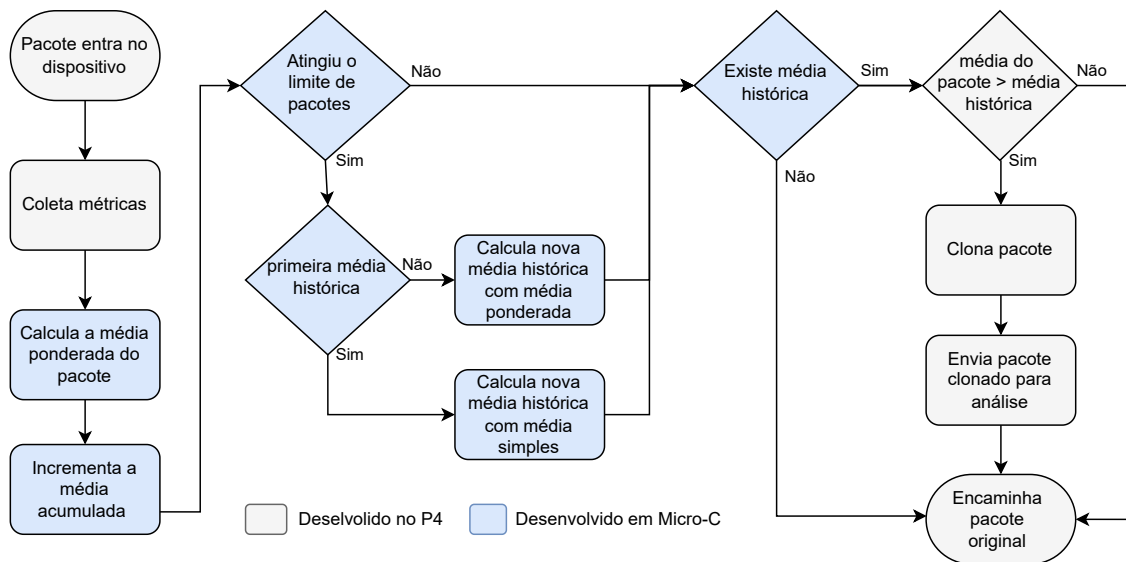 Pacote entra no
dispositivo
Coleta métricas
Calcula a média
ponderada do
pacote
Incrementa a
média
acumulada
Atingiu o
limite de
pacotes
Não
Sim
primeira média
histórica
Não
Sim
Calcula nova
média histórica
com média
ponderada
Calcula nova
média histórica
com média
simples
Existe média
histórica
Sim
Não
média do
pacote > média
histórica
Não
Sim
Clona pacote
Envia pacote
clonado para
análise
Encaminha
pacote
original
Deselvolido no P4
Desenvolvido em Micro-C